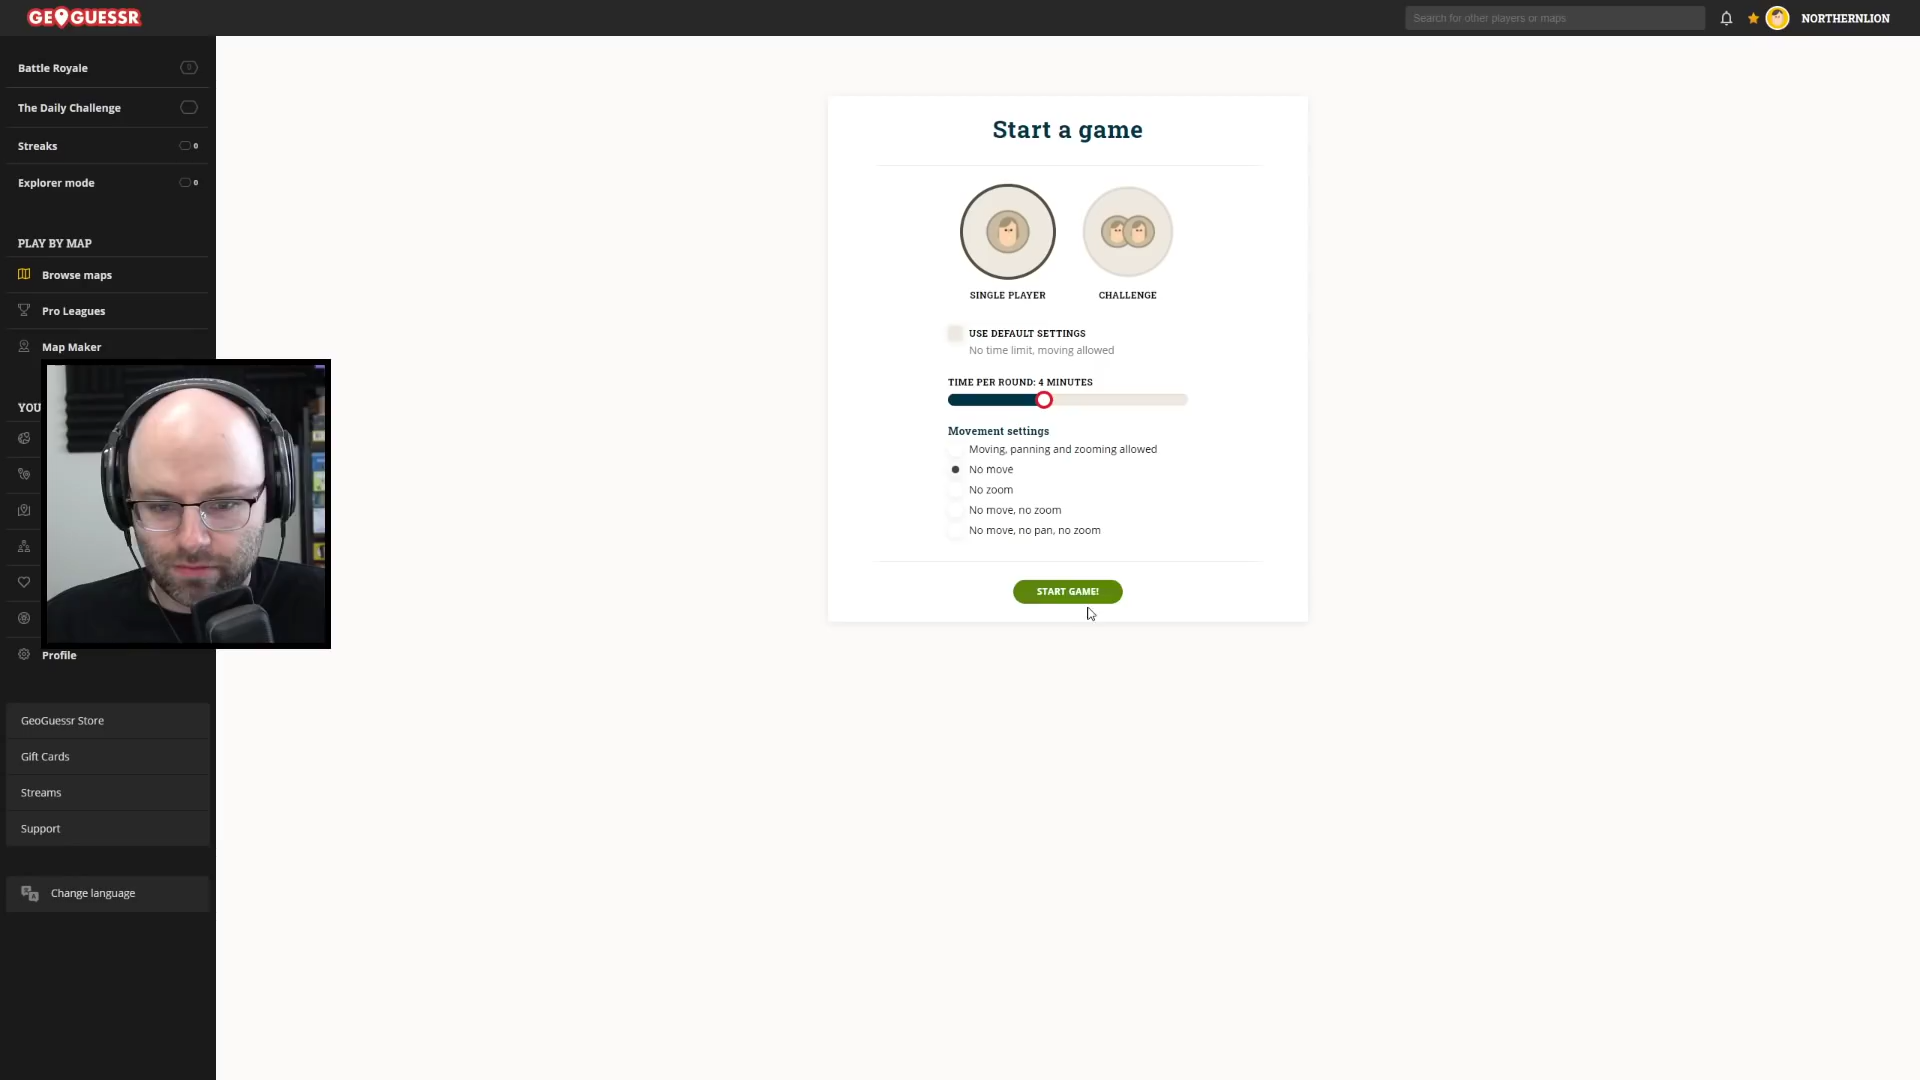 GEOGUESSR
Search for other players or maps
NORTHERNLION
Battle Royale
The Daily Challenge
Streaks 0
Explorer mode 0
PLAY BY MAP
Browse maps
Pro Leagues
Map Maker
YOU
Profile
GeoGuessr Store
Gift Cards
Streams
Support
Change language
Start a game
SINGLE PLAYER
CHALLENGE
USE DEFAULT SETTINGS
No time limit, moving allowed
TIME PER ROUND: 4 MINUTES
Movement settings
Moving, panning and zooming allowed
No move
No zoom
No move, no zoom
No move, no pan, no zoom
START GAME!